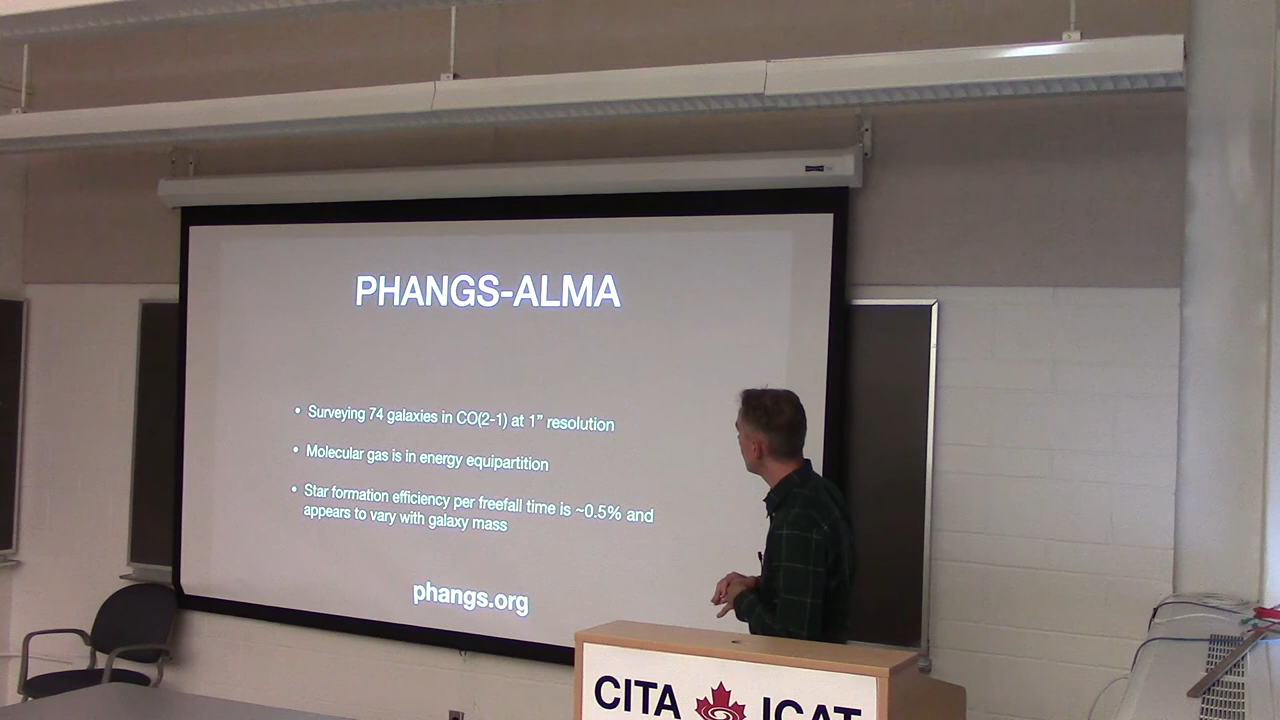 PHANGS-ALMA
• Surveying 74 galaxies in CO(2-1) at 1” resolution
• Molecular gas is in energy equipartition
• Star formation efficiency per freefall time is ~0.5% and
appears to vary with galaxy mass
phangs.org
CITA ICAT